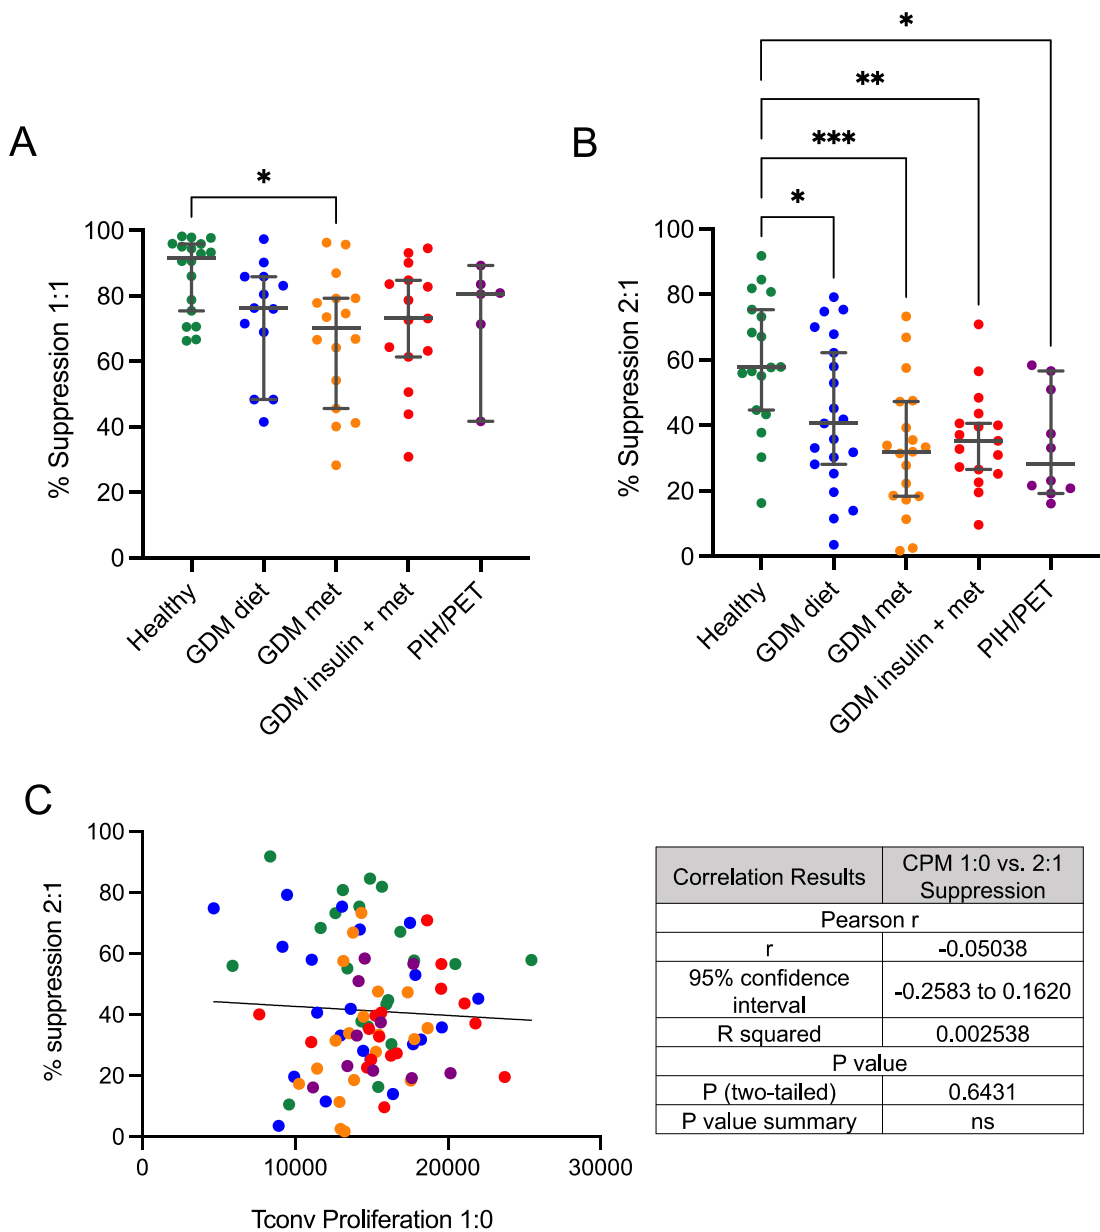 A
*
% Suppression 1:1
100
80
60
40
20
0
Healthy
GDM diet
GDM met
GDM insulin + met
PIH/PET
B
*
**
***
*
% Suppression 2:1
100
80
60
40
20
0
Healthy
GDM diet
GDM met
GDM insulin + met
PIH/PET
C
% suppression 2:1
100
80
60
40
20
0
0
10000
20000
30000
Tconv Proliferation 1:0
Correlation Results
CPM 1:0 vs. 2:1
Suppression
Pearson r
r
-0.05038
95% confidence
interval
-0.2583 to 0.1620
R squared
0.002538
P value
P (two-tailed)
0.6431
P value summary
ns